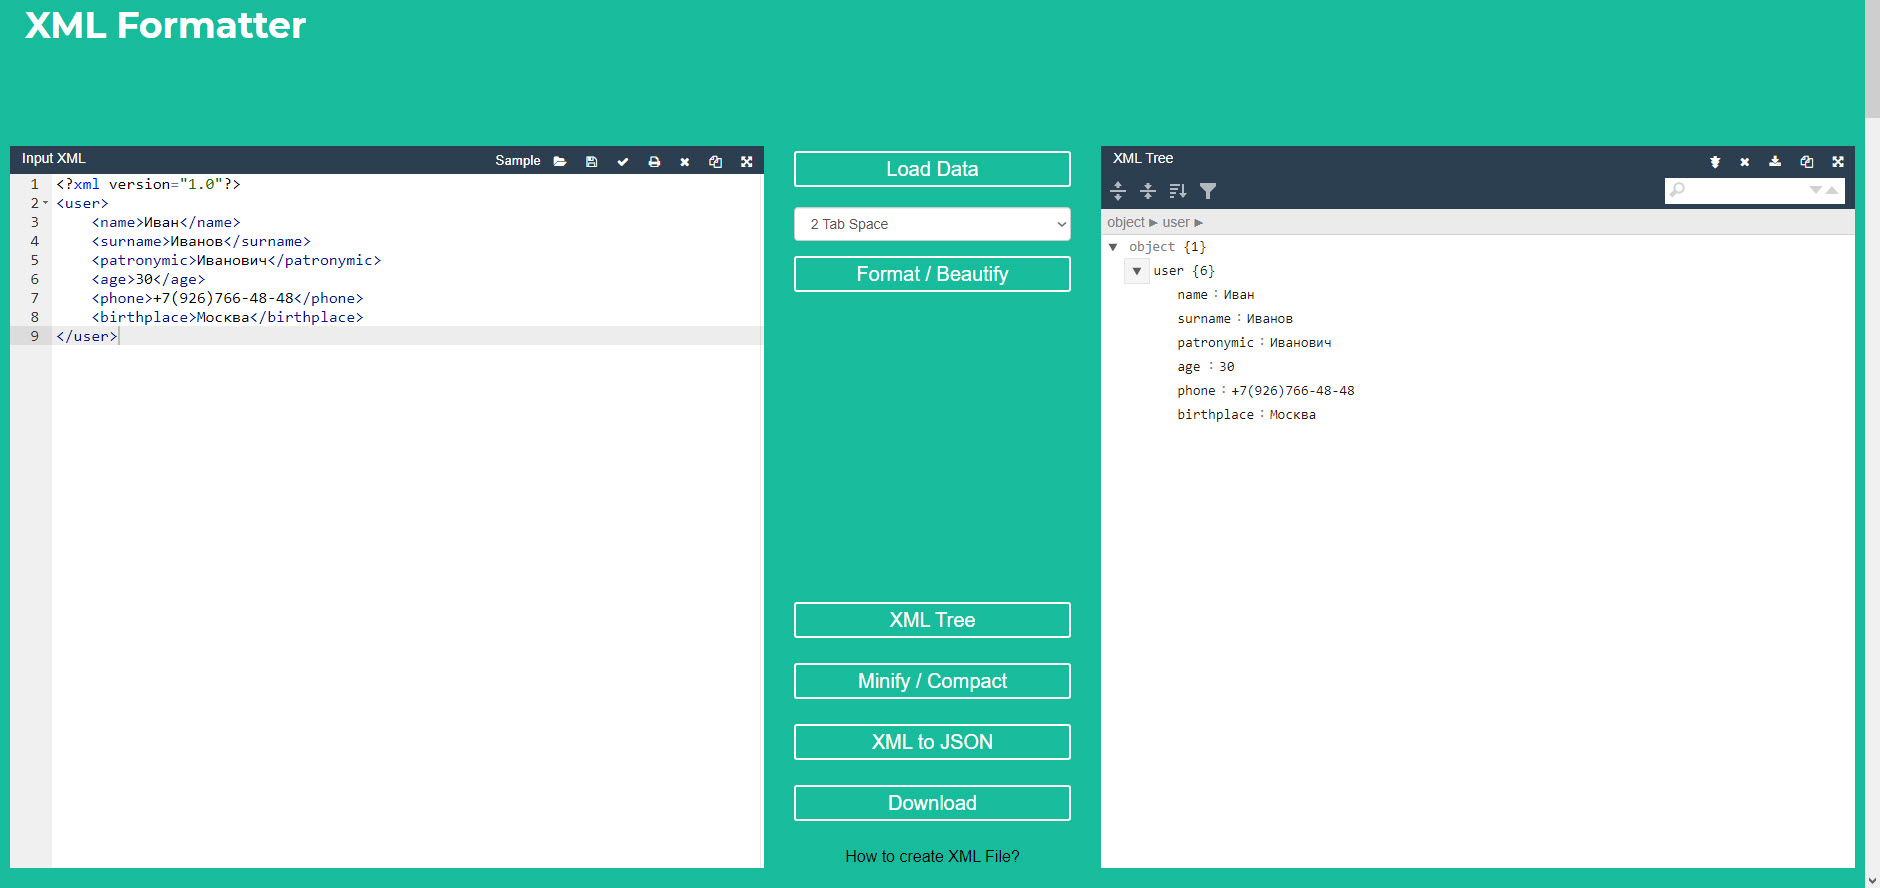 XML Formatter
Input XML
Sample
1 <?xml version="1.0"?>
2 <user>
3 <name>Иван</name>
4 <surname>Иванов</surname>
5 <patronymic>Иванович</patronymic>
6 <age>30</age>
7 <phone>+7(926)766-48-48</phone>
8 <birthplace>Москва</birthplace>
9 </user>
Load Data
2 Tab Space
Format / Beautify
XML Tree
Minify / Compact
XML to JSON
Download
How to create XML File?
XML Tree
object ► user ►
▼ object {1}
▼ user {6}
name : Иван
surname : Иванов
patronymic : Иванович
age : 30
phone : +7(926)766-48-48
birthplace : Москва